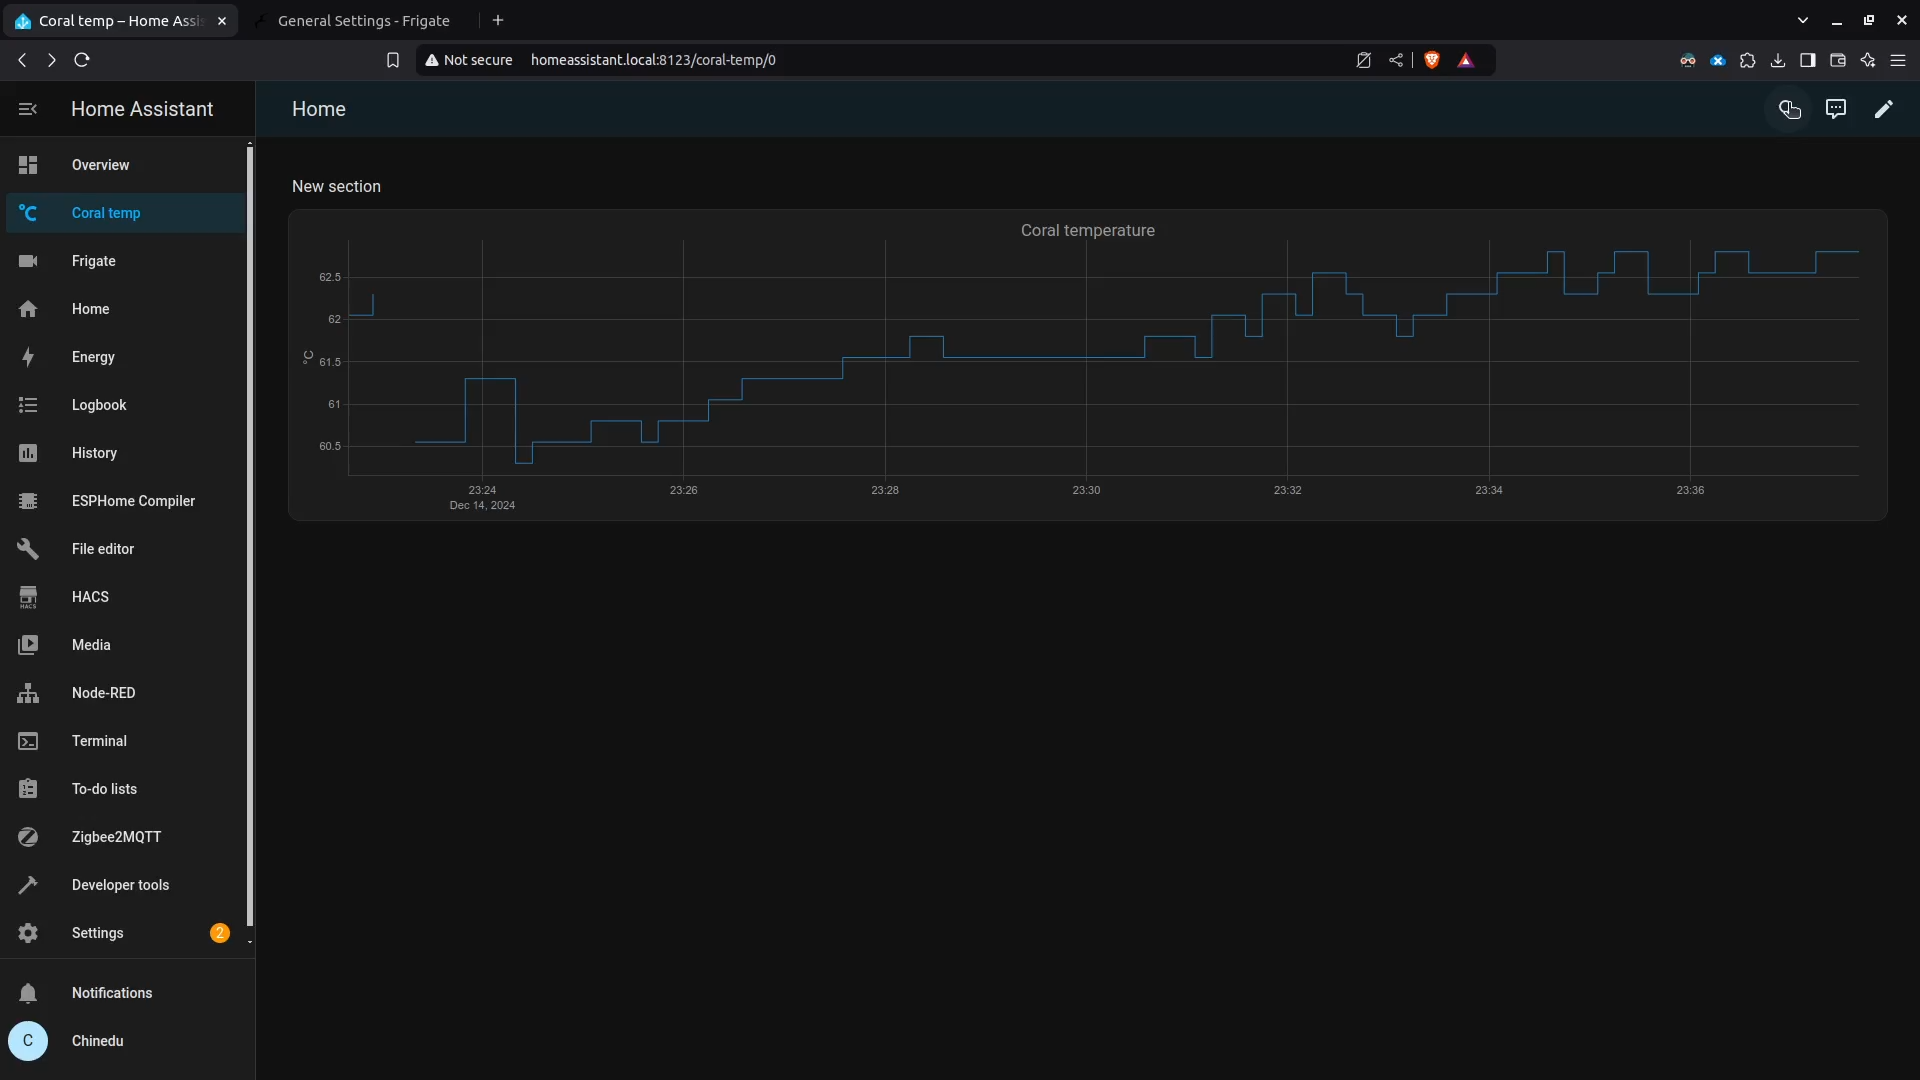 Coral temp – Home Assi
General Settings - Frigate
Not secure
homeassistant.local:8123/coral-temp/0
Home Assistant
Home
Overview
Coral temp
Frigate
Home
Energy
Logbook
History
ESPHome Compiler
File editor
HACS
HACS
Media
Node-RED
Terminal
To-do lists
Zigbee2MQTT
Developer tools
Settings
2
Notifications
C
Chinedu
New section
Coral temperature
°C
62.5
62
61.5
61
60.5
23:24
23:26
23:28
23:30
23:32
23:34
23:36
Dec 14, 2024